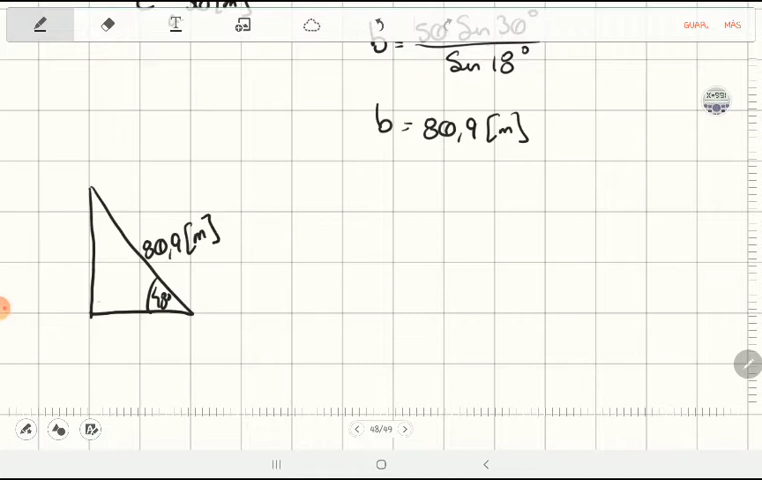 GUAR. MÁS
b = 50 Sen 30°
Sen 18°
b = 80,9 [m]
80,9 [m]
48°
48/49